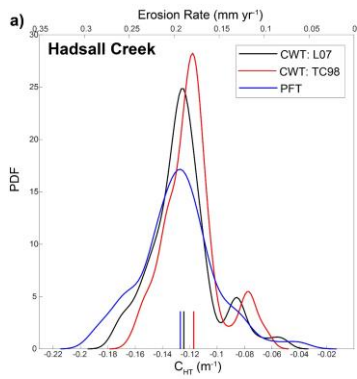 a)
Erosion Rate (mm yr⁻¹)
0.35 0.3 0.25 0.2 0.15 0.1 0.05 0
Hadsall Creek
CWT: L07
CWT: TC98
PFT
30
25
20
15
10
5
0
PDF
-0.22 -0.2 -0.18 -0.16 -0.14 -0.12 -0.1 -0.08 -0.06 -0.04 -0.02
C_HT (m⁻¹)